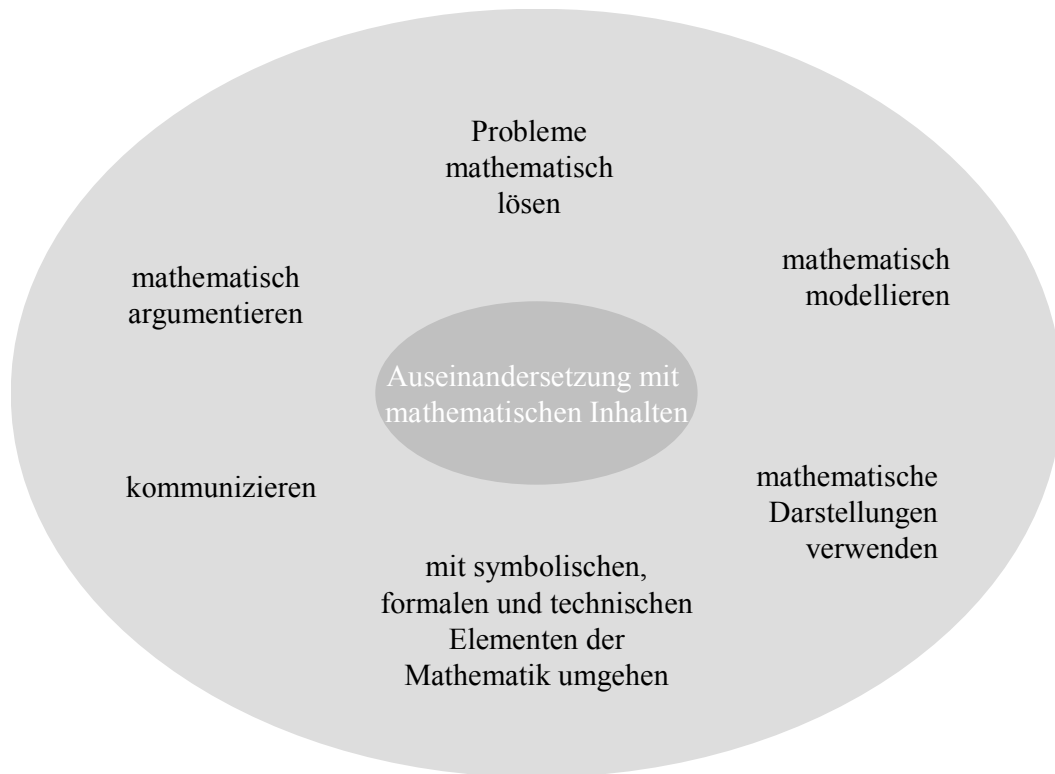 Probleme
mathematisch
lösen
mathematisch
argumentieren
mathematisch
modellieren
Auseinandersetzung mit
mathematischen Inhalten
kommunizieren
mathematische
Darstellungen
verwenden
mit symbolischen,
formalen und technischen
Elementen der
Mathematik umgehen